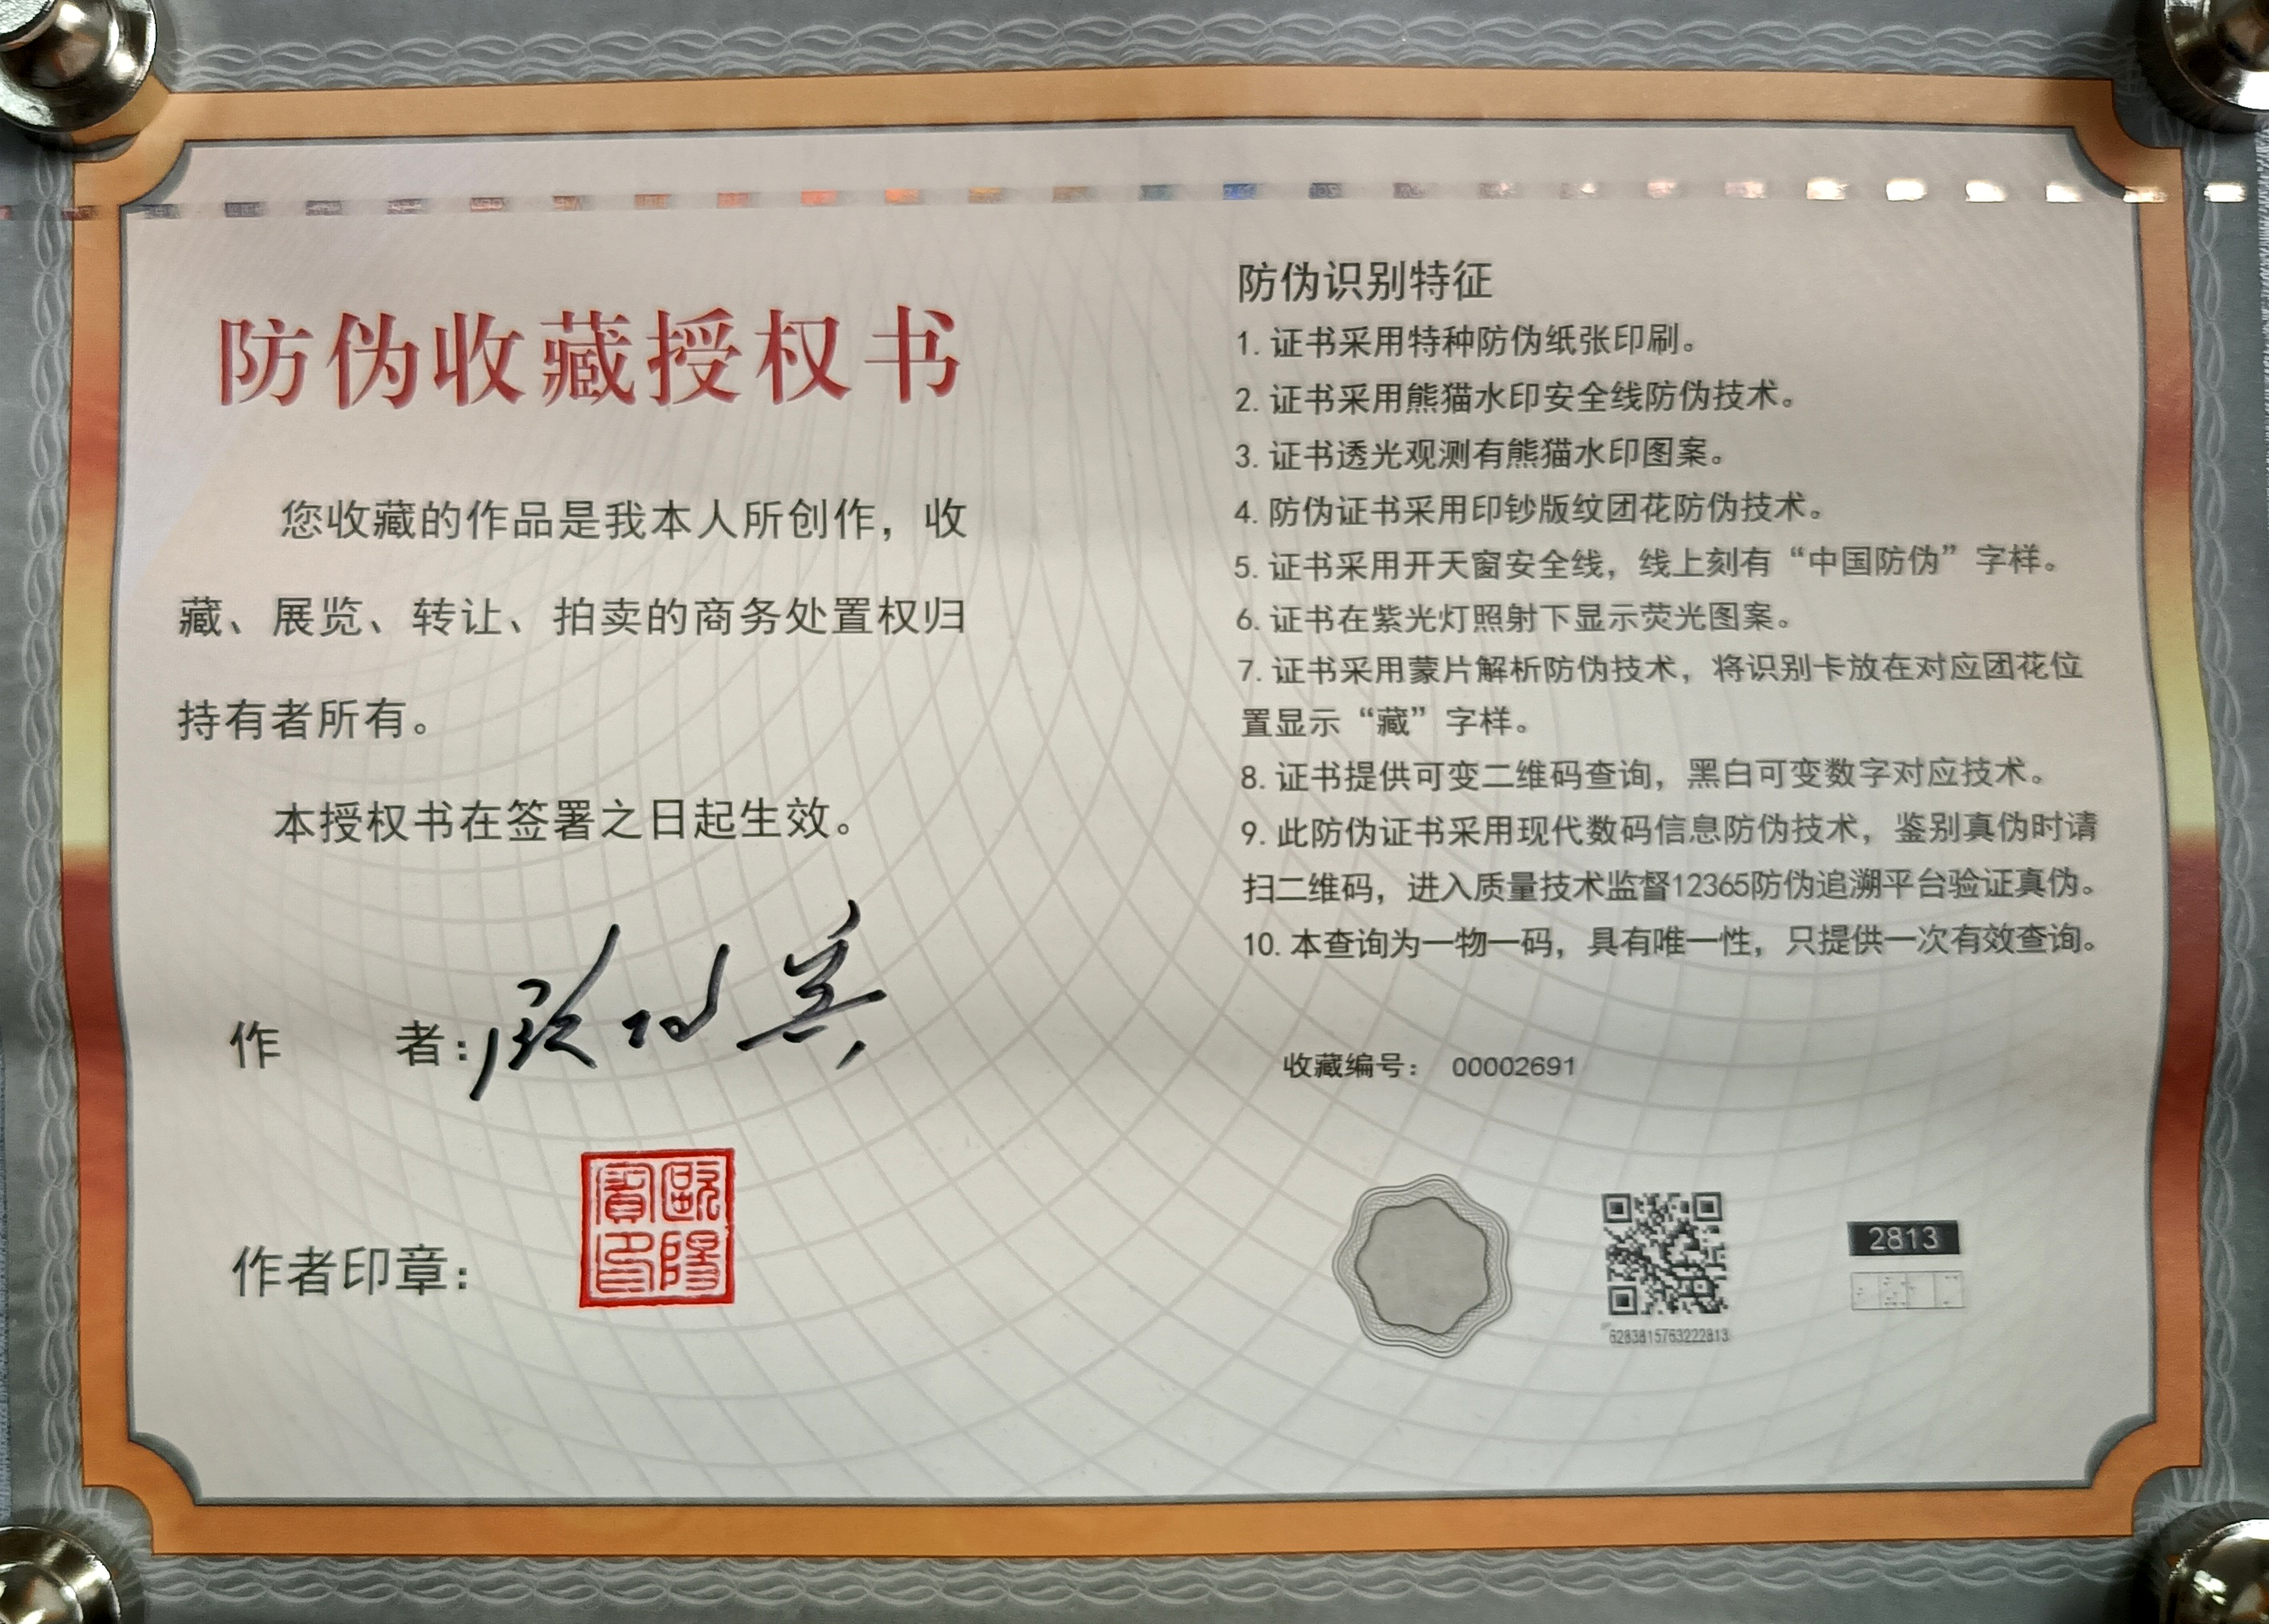 防伪收藏授权书
您收藏的作品是我本人所创作，收
藏、展览、转让、拍卖的商务处置权归
持有者所有。
本授权书在签署之日起生效。
作 者：
作者印章：
防伪识别特征
1. 证书采用特种防伪纸张印刷。
2. 证书采用熊猫水印安全线防伪技术。
3. 证书透光观测有熊猫水印图案。
4. 防伪证书采用印钞版纹团花防伪技术。
5. 证书采用开天窗安全线，线上刻有“中国防伪”字样。
6. 证书在紫光灯照射下显示荧光图案。
7. 证书采用蒙片解析防伪技术，将识别卡放在对应团花位
置显示“藏”字样。
8. 证书提供可变二维码查询，黑白可变数字对应技术。
9. 此防伪证书采用现代数码信息防伪技术，鉴别真伪时请
扫二维码，进入质量技术监督12365防伪追溯平台验证真伪。
10. 本查询为一物一码，具有唯一性，只提供一次有效查询。
收藏编号： 00002691
2813
6283815763222813